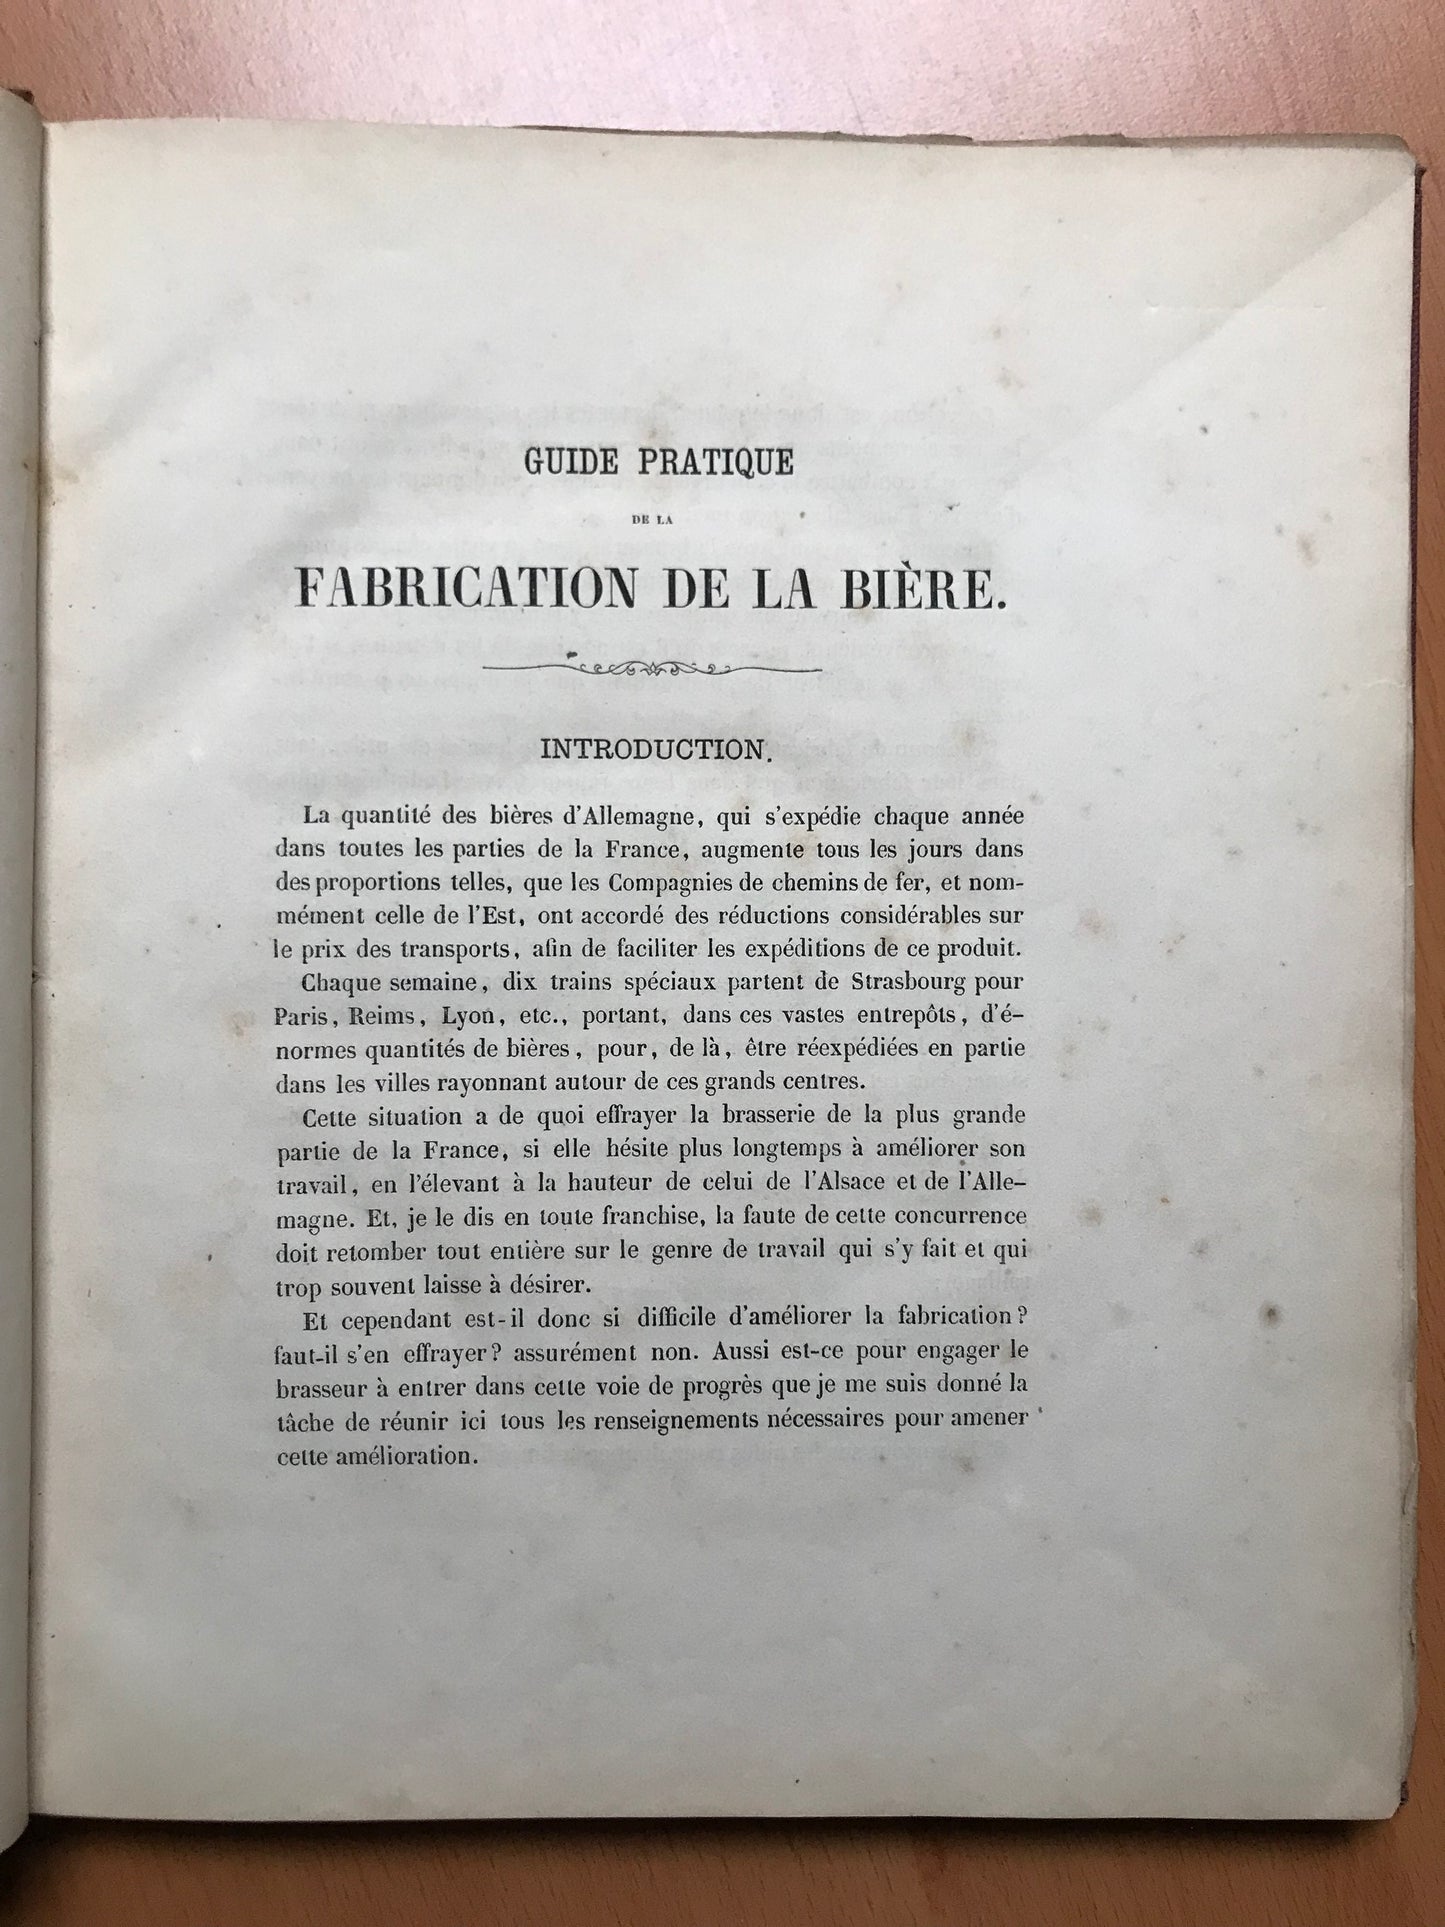 GUIDE PRATIQUE
DE LA
FABRICATION DE LA BIÈRE.
INTRODUCTION.
La quantité des bières d'Allemagne, qui s'expédie chaque année
dans toutes les parties de la France, augmente tous les jours dans
des proportions telles, que les Compagnies de chemins de fer, et nom-
mément celle de l'Est, ont accordé des réductions considérables sur
le prix des transports, afin de faciliter les expéditions de ce produit.
Chaque semaine, dix trains spéciaux partent de Strasbourg pour
Paris, Reims, Lyon, etc., portant, dans ces vastes entrepôts, d'é-
normes quantités de bières, pour, de là, être réexpédiées en partie
dans les villes rayonnant autour de ces grands centres.
Cette situation a de quoi effrayer la brasserie de la plus grande
partie de la France, si elle hésite plus longtemps à améliorer son
travail, en l'élevant à la hauteur de celui de l'Alsace et de l'Alle-
magne. Et, je le dis en toute franchise, la faute de cette concurrence
doit retomber tout entière sur le genre de travail qui s'y fait et qui
trop souvent laisse à désirer.
Et cependant est-il donc si difficile d'améliorer la fabrication?
faut-il s'en effrayer? assurément non. Aussi est-ce pour engager le
brasseur à entrer dans cette voie de progrès que je me suis donné la
tâche de réunir ici tous les renseignements nécessaires pour amener
cette amélioration.